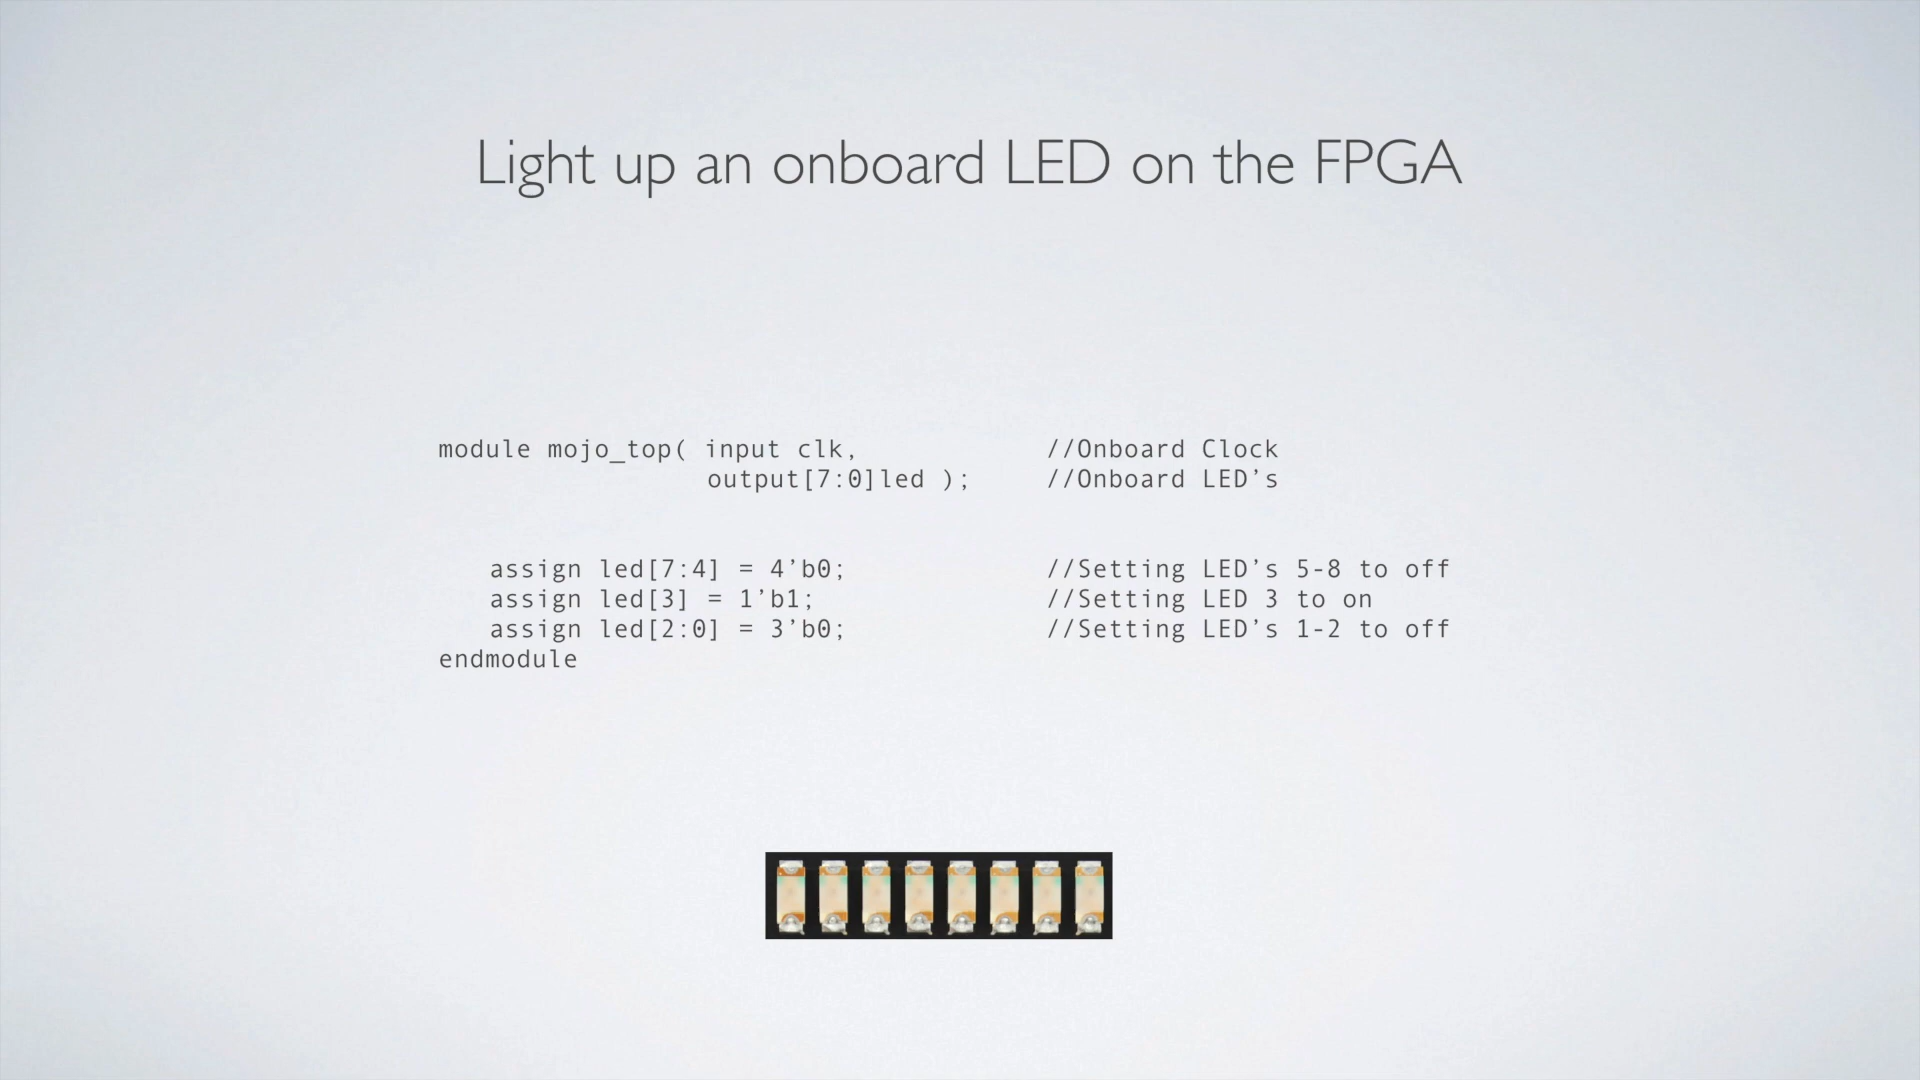 Light up an onboard LED on the FPGA
module mojo_top( input clk, //Onboard Clock
output[7:0]led ); //Onboard LED’s
assign led[7:4] = 4’b0; //Setting LED’s 5-8 to off
assign led[3] = 1’b1; //Setting LED 3 to on
assign led[2:0] = 3’b0; //Setting LED’s 1-2 to off
endmodule